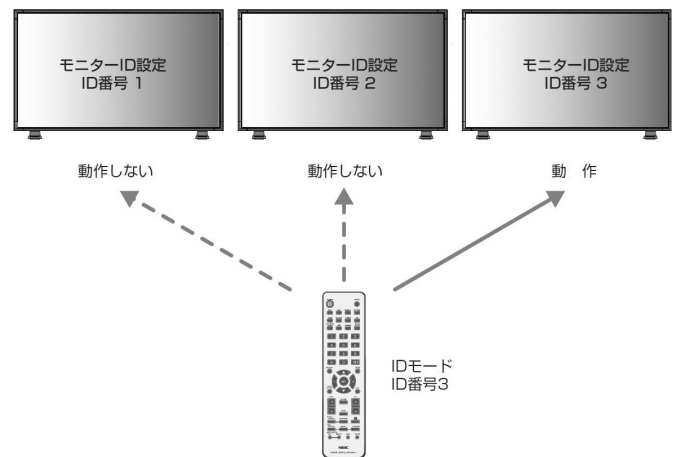 モニターID設定
ID番号 1
モニターID設定
ID番号 2
モニターID設定
ID番号 3
動作しない
動作しない
動 作
IDモード
ID番号3
NEC